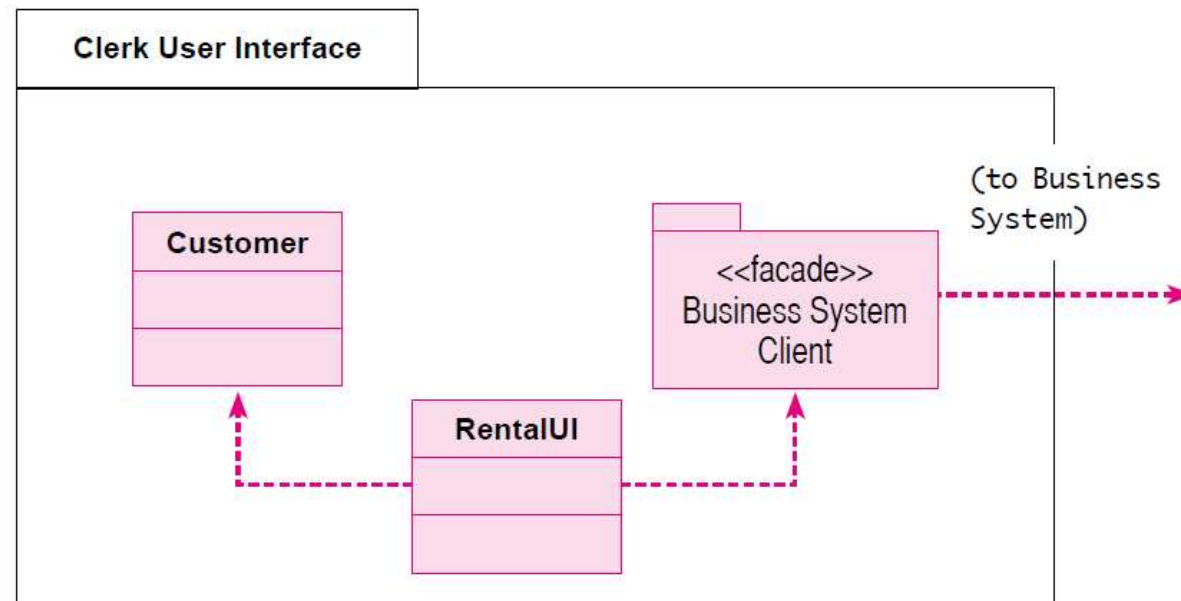 Clerk User Interface
(to Business
System)
Customer
<<facade>>
Business System
Client
RentalUI